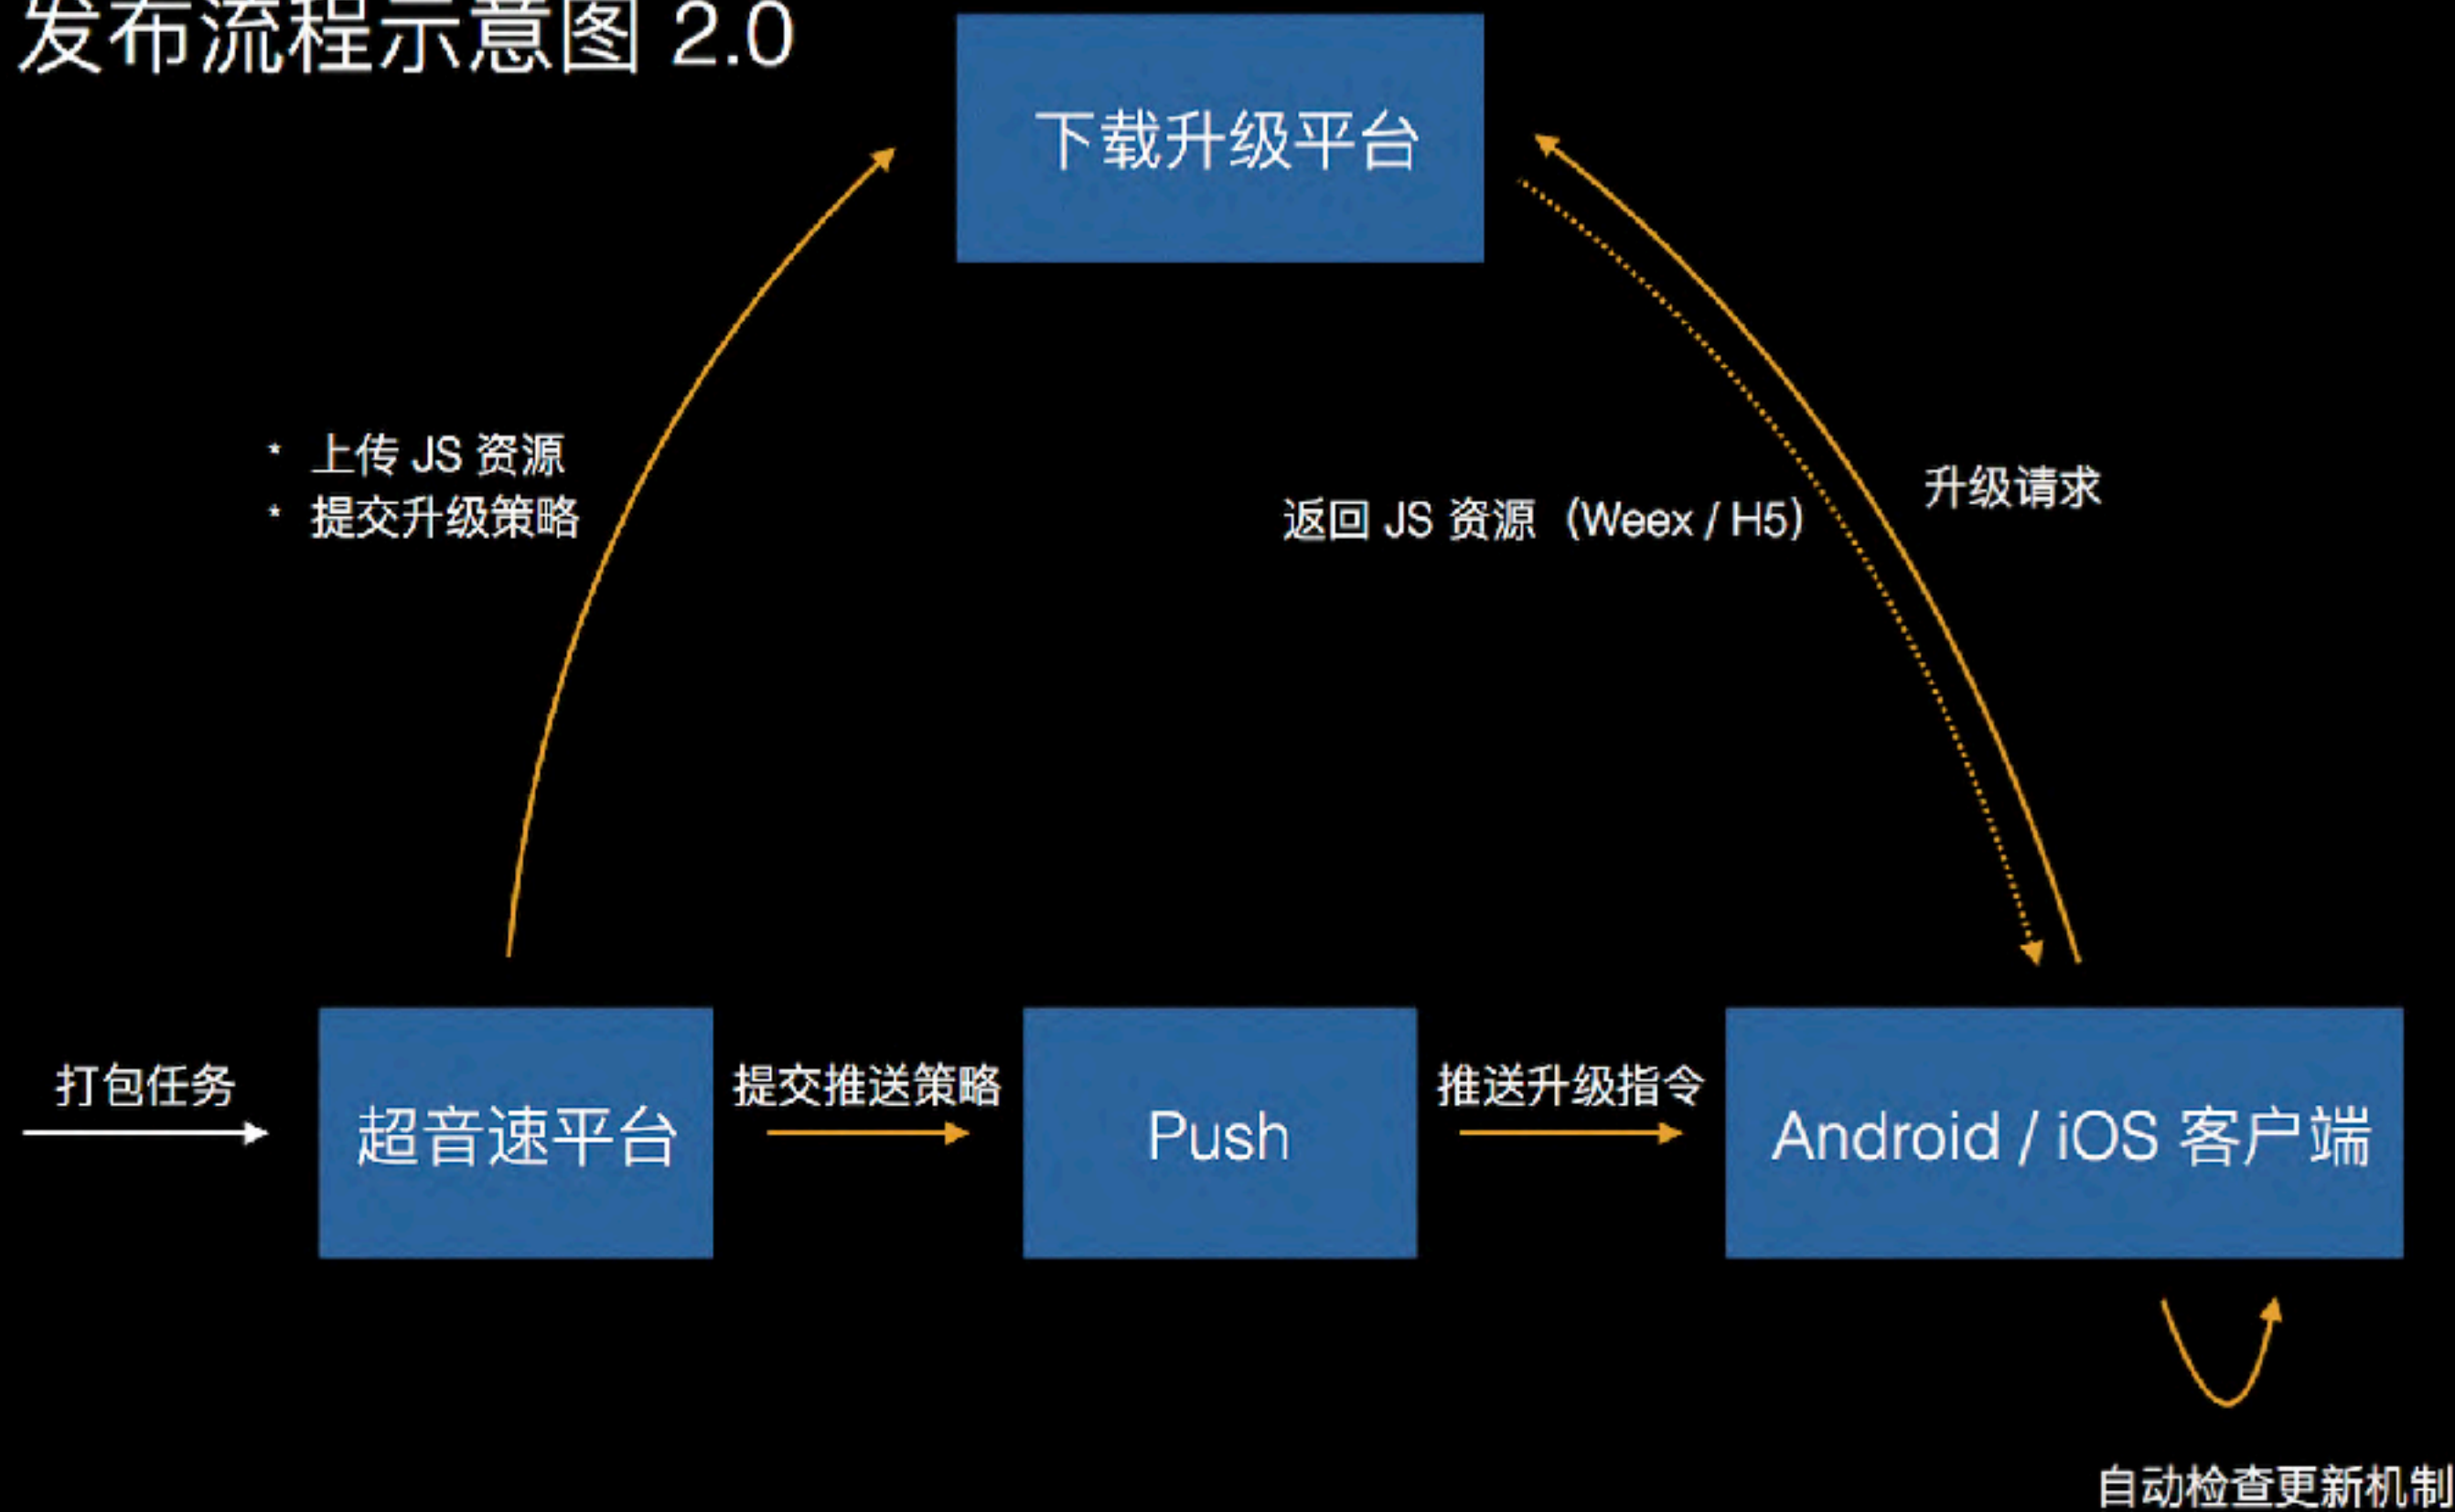 发布流程示意图 2.0
下载升级平台
* 上传 JS 资源
* 提交升级策略
返回 JS 资源（Weex / H5）
升级请求
打包任务
超音速平台
提交推送策略
Push
推送升级指令
Android / iOS 客户端
自动检查更新机制